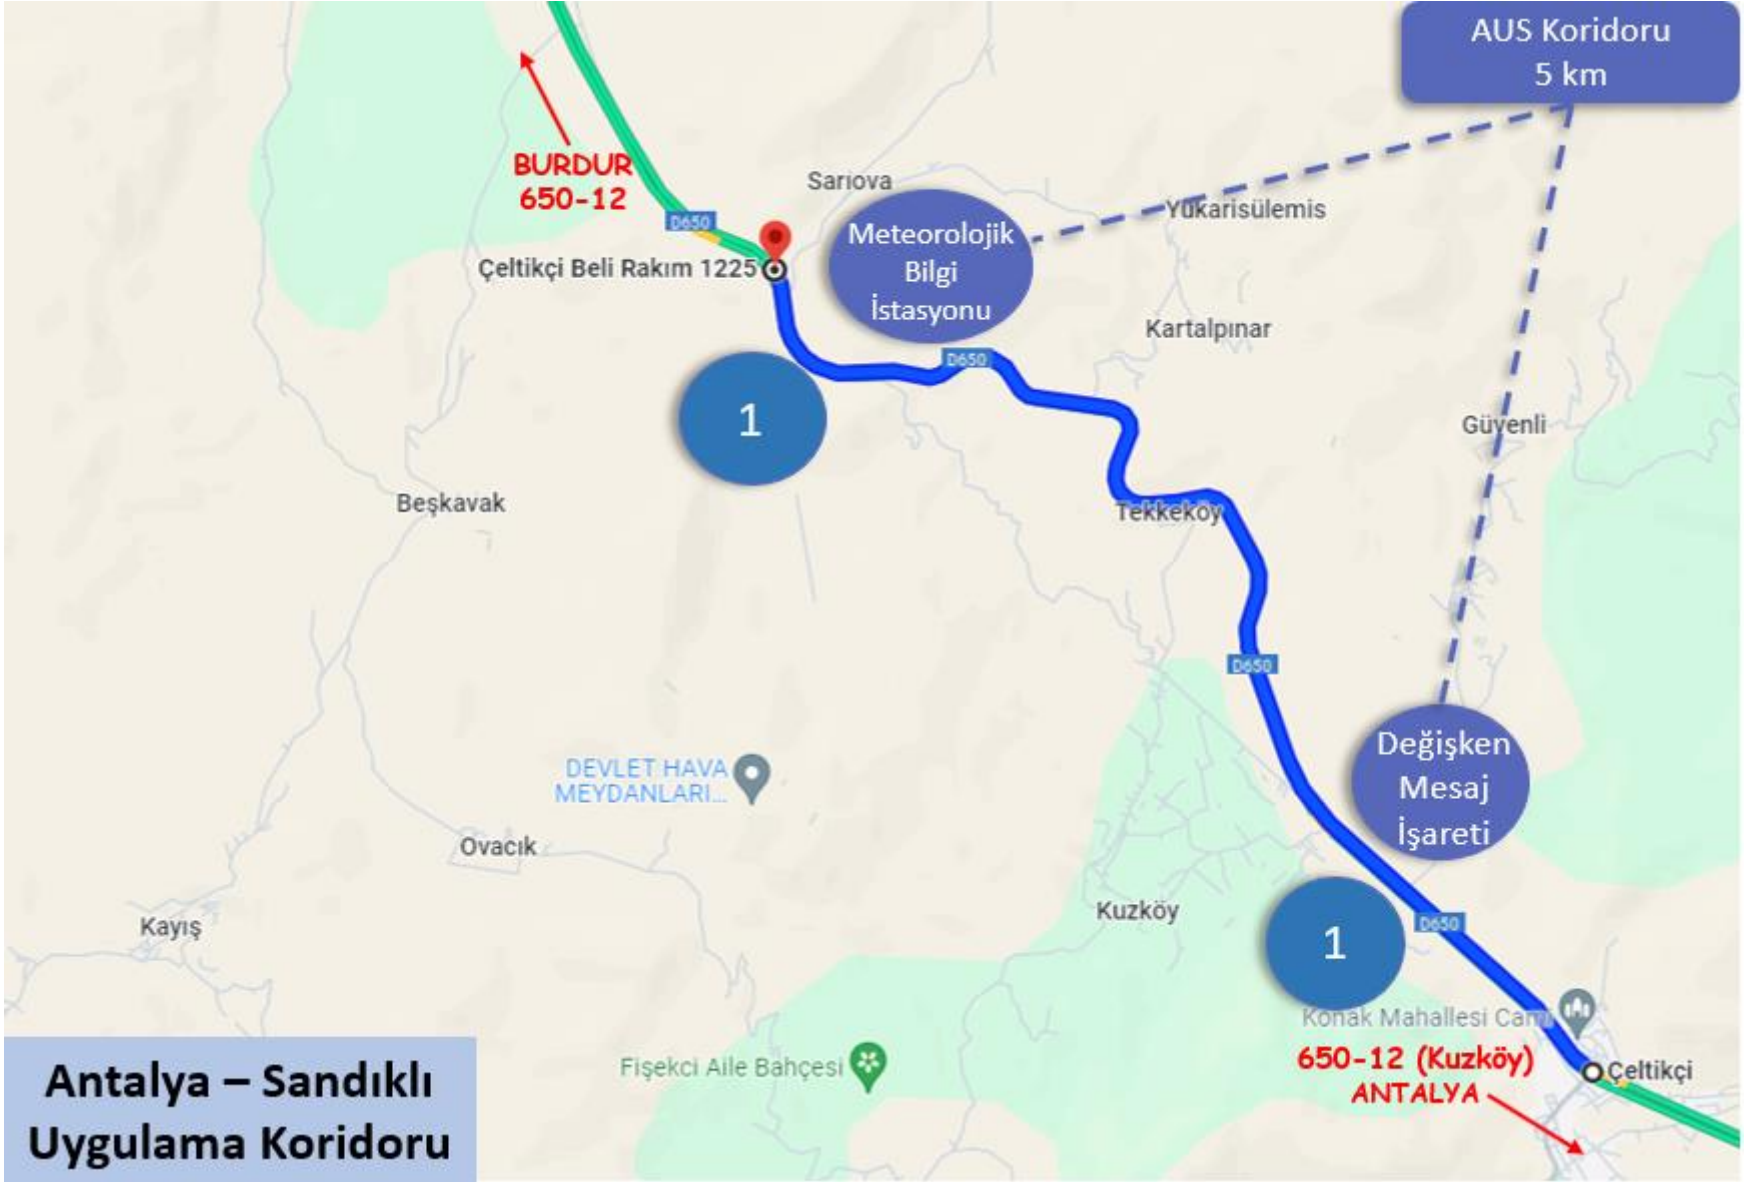 AUS Koridoru
5 km
BURDUR
650-12
Sarıova
Yukarısülemis
D650
Meteorolojik
Bilgi
İstasyonu
Çeltikçi Beli Rakım 1225
Kartalpınar
D650
1
Güvenli
Beşkavak
Tekkeköy
D650
Değişken
Mesaj
İşareti
DEVLET HAVA
MEYDANLARI...
Ovacık
Kuzköy
Kayış
D650
1
Konak Mahallesi Cami
650-12 (Kuzköy)
ANTALYA
Fişekci Aile Bahçesi
Çeltikçi
Antalya – Sandıklı
Uygulama Koridoru